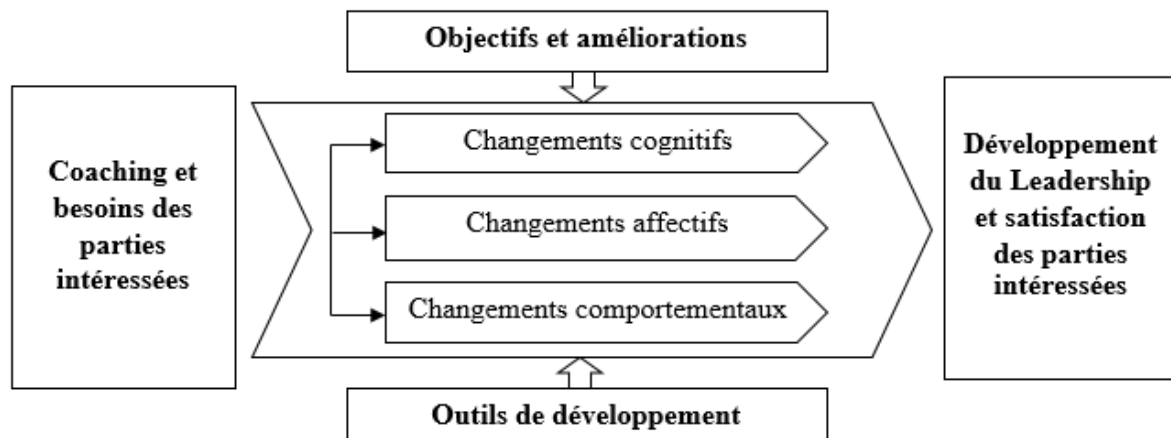 Objectifs et améliorations
Coaching et
besoins des
parties
intéressées
Changements cognitifs
Changements affectifs
Changements comportementaux
Développement
du Leadership
et satisfaction
des parties
intéressées
Outils de développement